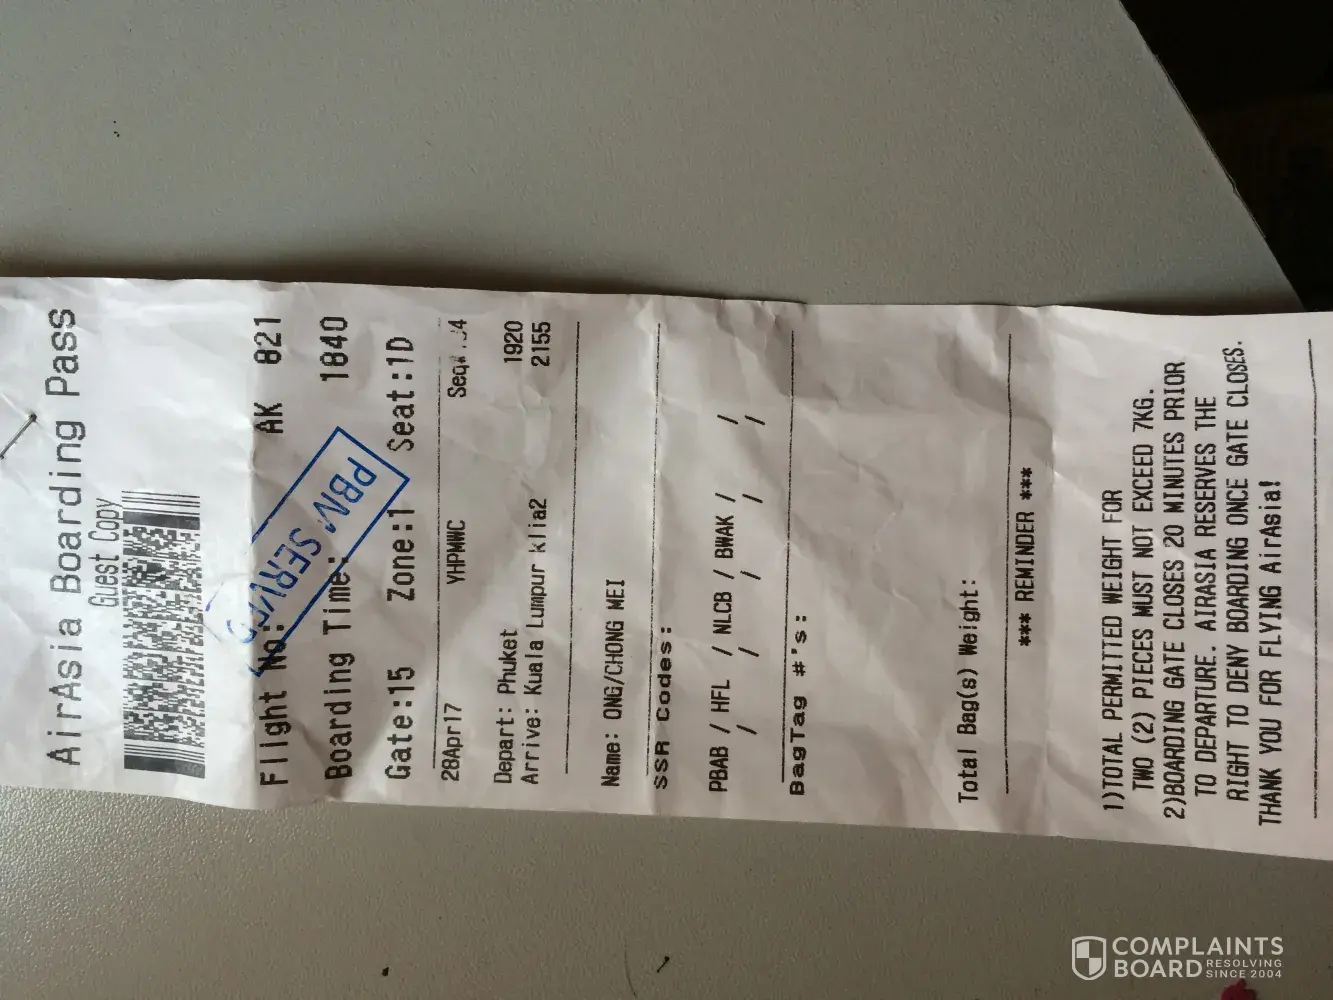 AirAsia Boarding Pass
Guest Copy
Flight No: AK 821
Boarding Time: 1840
Gate:15 Zone:1 Seat:1D
28Apr17 YHPMWC
Depart: Phuket 1920
Arrive: Kuala Lumpur klia2 2155
Name: ONG/CHONG MEI
SSR Codes:
PBAB / HFL / NLCB / BWAK / /
/ / / / /
BagTag #'s:
Total Bag(s) Weight:
*** REMINDER ***
1)TOTAL PERMITTED WEIGHT FOR
TWO (2) PIECES MUST NOT EXCEED 7KG.
2)BOARDING GATE CLOSES 20 MINUTES PRIOR
TO DEPARTURE. AIRASIA RESERVES THE
RIGHT TO DENY BOARDING ONCE GATE CLOSES.
THANK YOU FOR FLYING AirAsia!
PBM SERVED
COMPLAINTS
BOARD RESOLVING
SINCE 2004